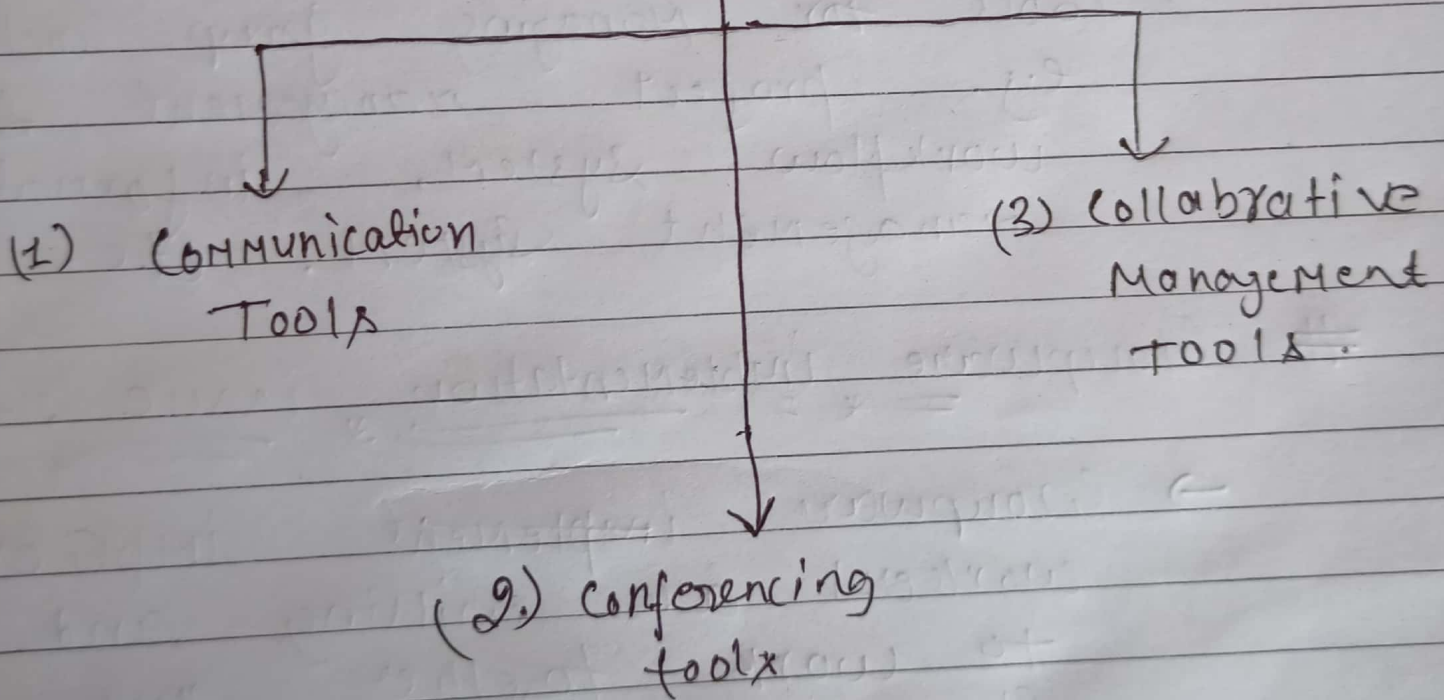 (1) Communication
Tools
(3) Collabrative
Management
Tools.
(2.) Conferencing
tools